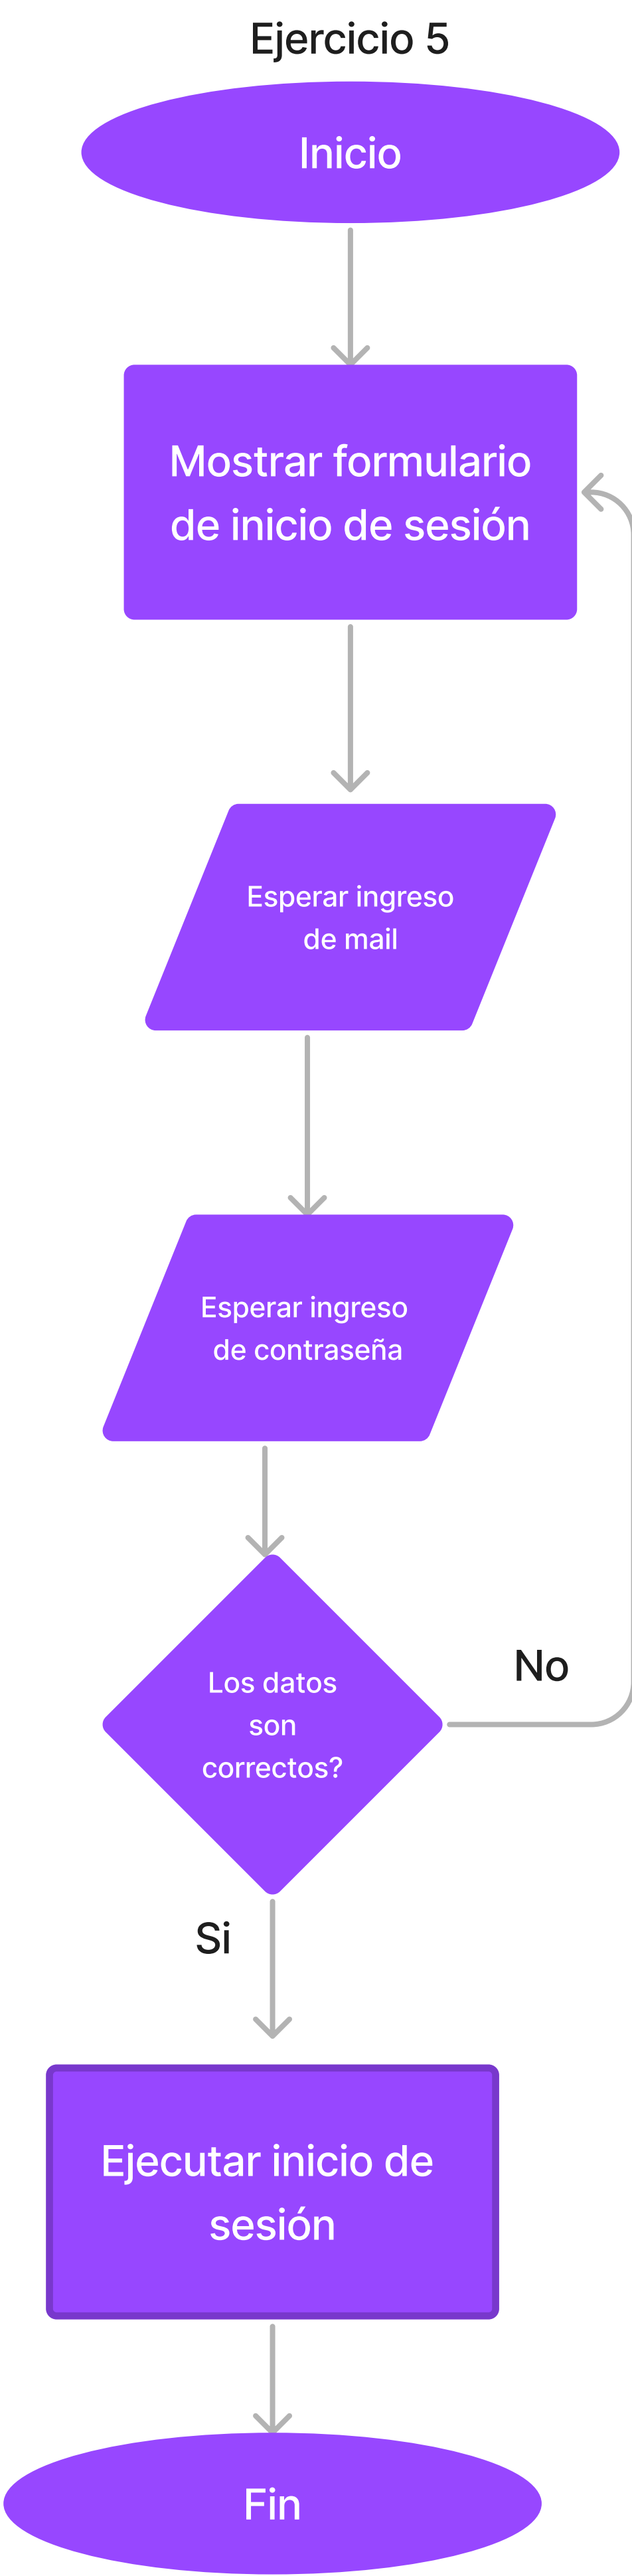 Ejercicio 5
Inicio
Mostrar formulario
de inicio de sesión
Esperar ingreso
de mail
Esperar ingreso
de contraseña
Los datos
son
correctos?
No
Si
Ejecutar inicio de
sesión
Fin